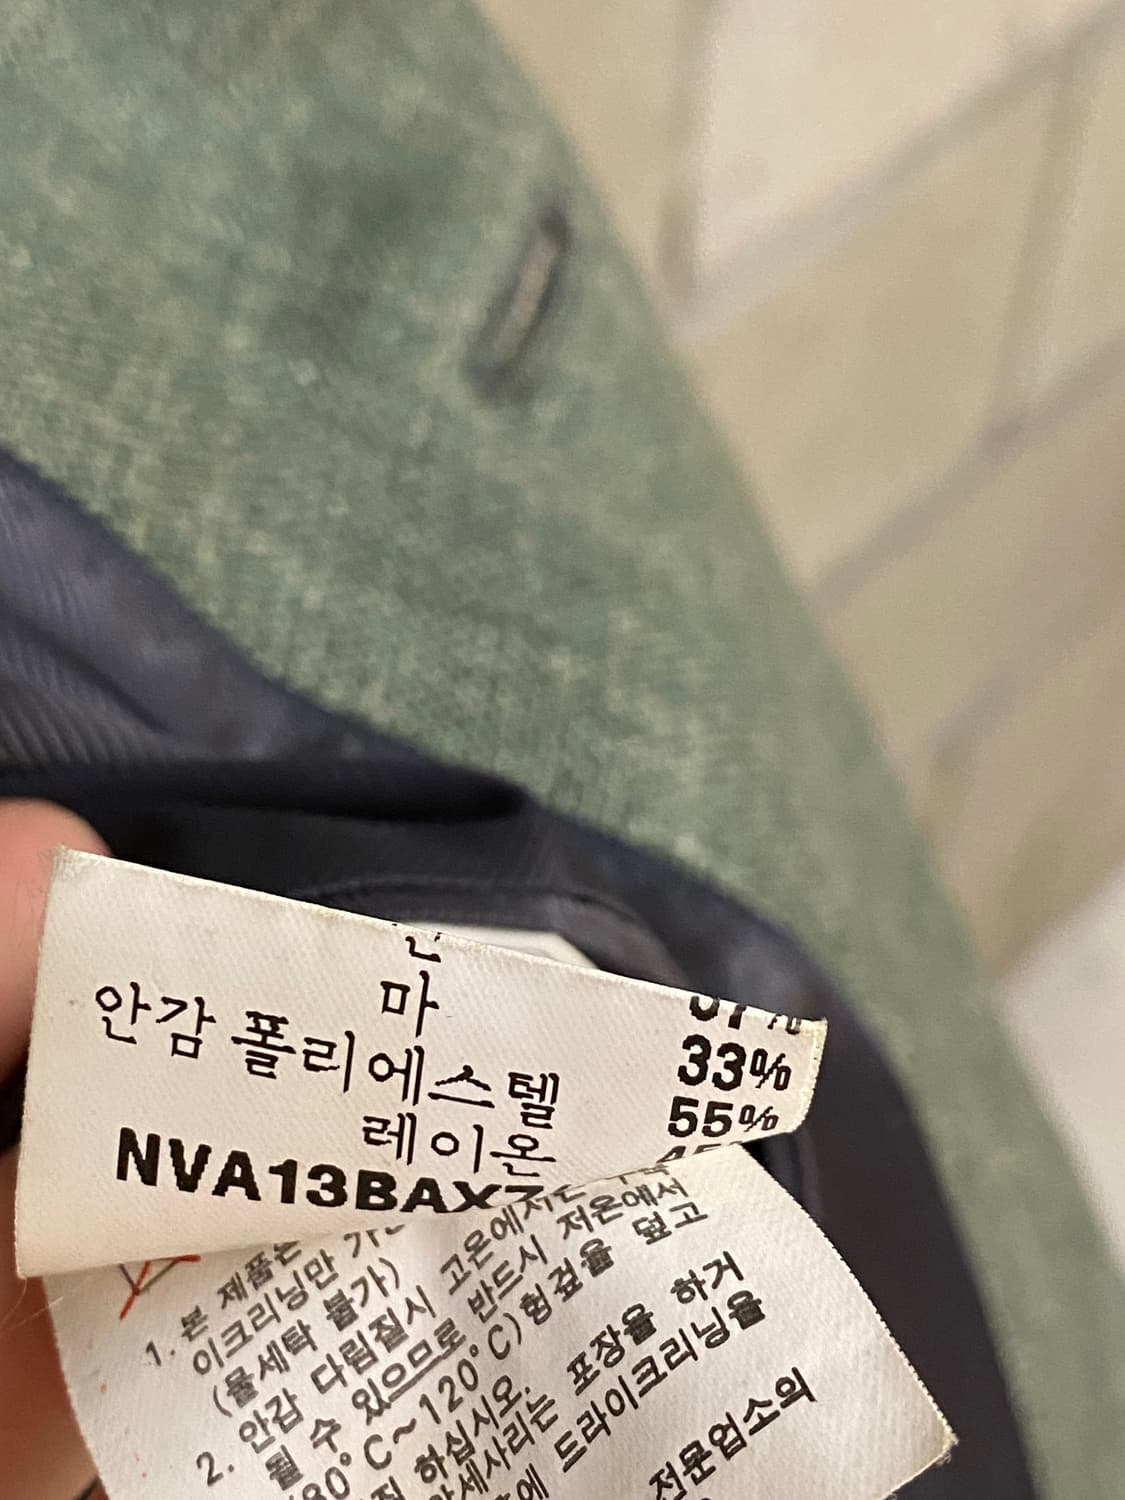 마 33%
안감 폴리에스텔 55%
레이온
NVA13BAX
1. 본 제품은
이크리닝만
(물세탁 불가)
2. 안감 다림질시 고온에서는
될 수 있으므로 반드시 저온에서
80°C~120°C)헝겊을 덮고
하십시오.
포장을 하거
드라이크리닝을
전문업소의